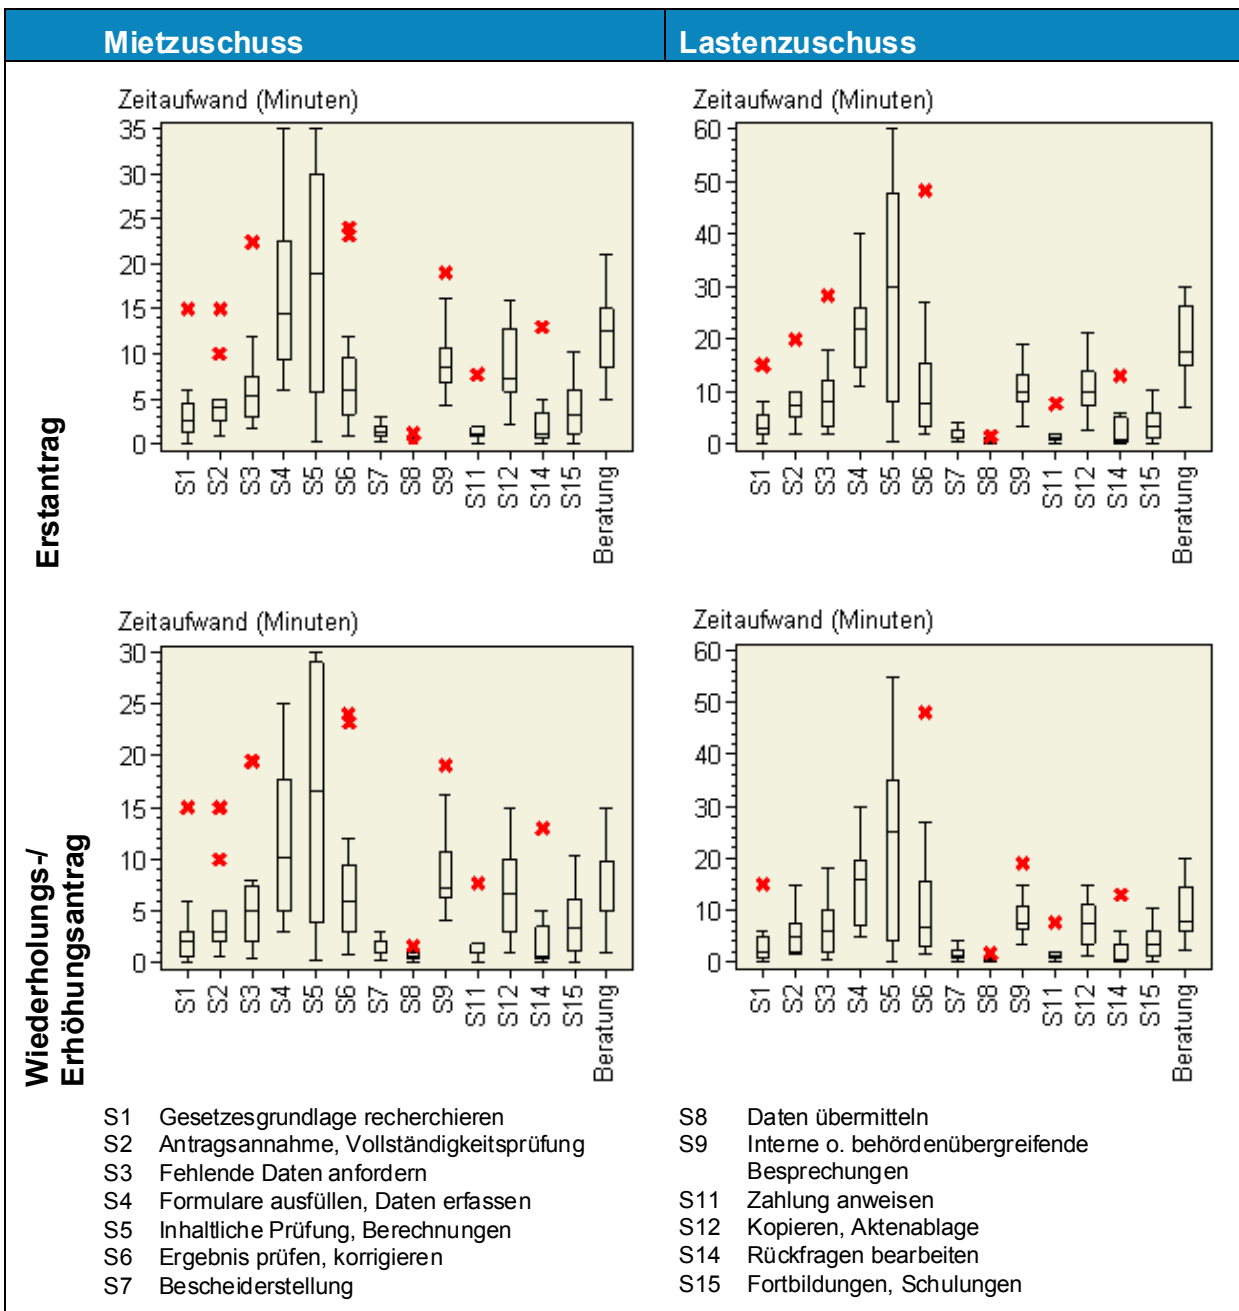 Mietzuschuss
Lastenzuschuss
Erstantrag
Zeitaufwand (Minuten)
35
30
25
20
15
10
5
0
S1 S2 S3 S4 S5 S6 S7 S8 S9 S11 S12 S14 S15 Beratung
Zeitaufwand (Minuten)
60
50
40
30
20
10
0
S1 S2 S3 S4 S5 S6 S7 S8 S9 S11 S12 S14 S15 Beratung
Wiederholungs-/
Erhöhungsantrag
Zeitaufwand (Minuten)
30
25
20
15
10
5
0
S1 S2 S3 S4 S5 S6 S7 S8 S9 S11 S12 S14 S15 Beratung
Zeitaufwand (Minuten)
60
50
40
30
20
10
0
S1 S2 S3 S4 S5 S6 S7 S8 S9 S11 S12 S14 S15 Beratung
S1 Gesetzesgrundlage recherchieren
S2 Antragsannahme, Vollständigkeitsprüfung
S3 Fehlende Daten anfordern
S4 Formulare ausfüllen, Daten erfassen
S5 Inhaltliche Prüfung, Berechnungen
S6 Ergebnis prüfen, korrigieren
S7 Bescheiderstellung
S8 Daten übermitteln
S9 Interne o. behördenübergreifende
Besprechungen
S11 Zahlung anweisen
S12 Kopieren, Aktenablage
S14 Rückfragen bearbeiten
S15 Fortbildungen, Schulungen